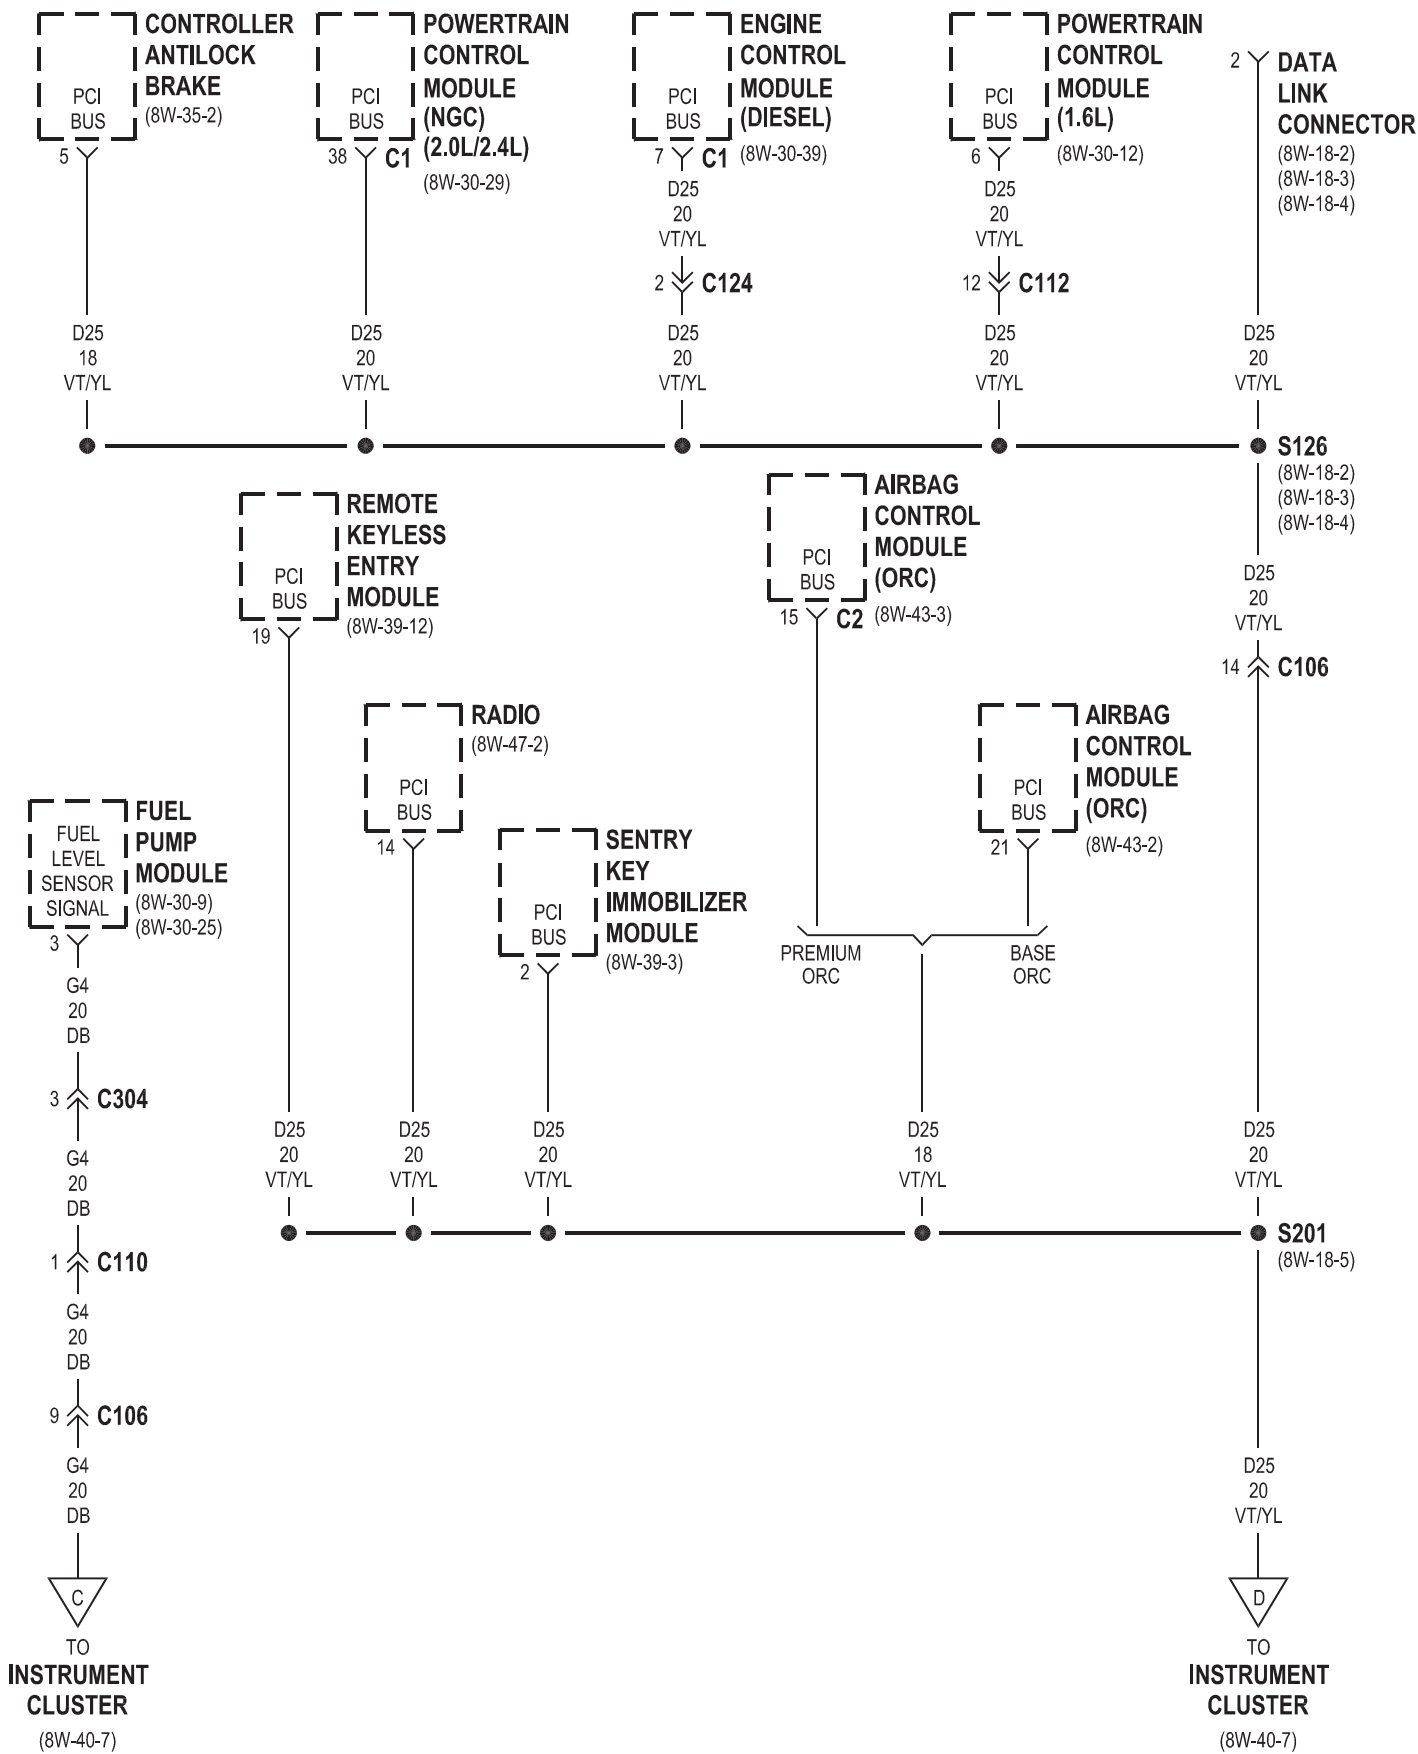 CONTROLLER
ANTILOCK
BRAKE
(8W-35-2)
PCI
BUS
5
POWERTRAIN
CONTROL
MODULE
(NGC)
(2.0L/2.4L)
(8W-30-29)
PCI
BUS
38
C1
ENGINE
CONTROL
MODULE
(DIESEL)
(8W-30-39)
PCI
BUS
7
C1
D25
20
VT/YL
2
C124
POWERTRAIN
CONTROL
MODULE
(1.6L)
(8W-30-12)
PCI
BUS
6
D25
20
VT/YL
12
C112
2
DATA
LINK
CONNECTOR
(8W-18-2)
(8W-18-3)
(8W-18-4)
D25
18
VT/YL
D25
20
VT/YL
D25
20
VT/YL
D25
20
VT/YL
D25
20
VT/YL
S126
(8W-18-2)
(8W-18-3)
(8W-18-4)
REMOTE
KEYLESS
ENTRY
MODULE
(8W-39-12)
PCI
BUS
19
AIRBAG
CONTROL
MODULE
(ORC)
(8W-43-3)
PCI
BUS
15
C2
D25
20
VT/YL
14
C106
RADIO
(8W-47-2)
PCI
BUS
14
AIRBAG
CONTROL
MODULE
(ORC)
(8W-43-2)
PCI
BUS
21
FUEL
PUMP
MODULE
(8W-30-9)
(8W-30-25)
FUEL
LEVEL
SENSOR
SIGNAL
3
SENTRY
KEY
IMMOBILIZER
MODULE
(8W-39-3)
PCI
BUS
2
PREMIUM
ORC
BASE
ORC
G4
20
DB
3
C304
G4
20
DB
D25
20
VT/YL
D25
20
VT/YL
D25
20
VT/YL
D25
18
VT/YL
D25
20
VT/YL
S201
(8W-18-5)
1
C110
G4
20
DB
9
C106
G4
20
DB
D25
20
VT/YL
C
TO
INSTRUMENT
CLUSTER
(8W-40-7)
D
TO
INSTRUMENT
CLUSTER
(8W-40-7)